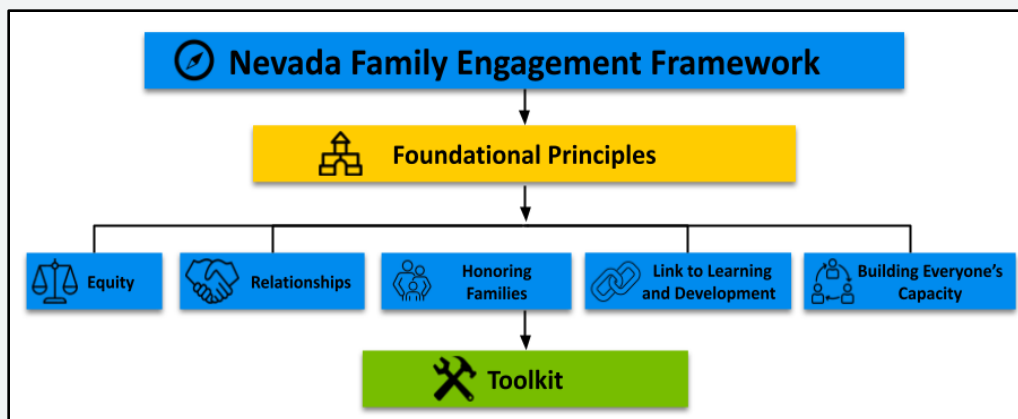 Nevada Family Engagement Framework
Foundational Principles
Equity
Relationships
Honoring
Families
Link to Learning
and Development
Building Everyone's
Capacity
Toolkit